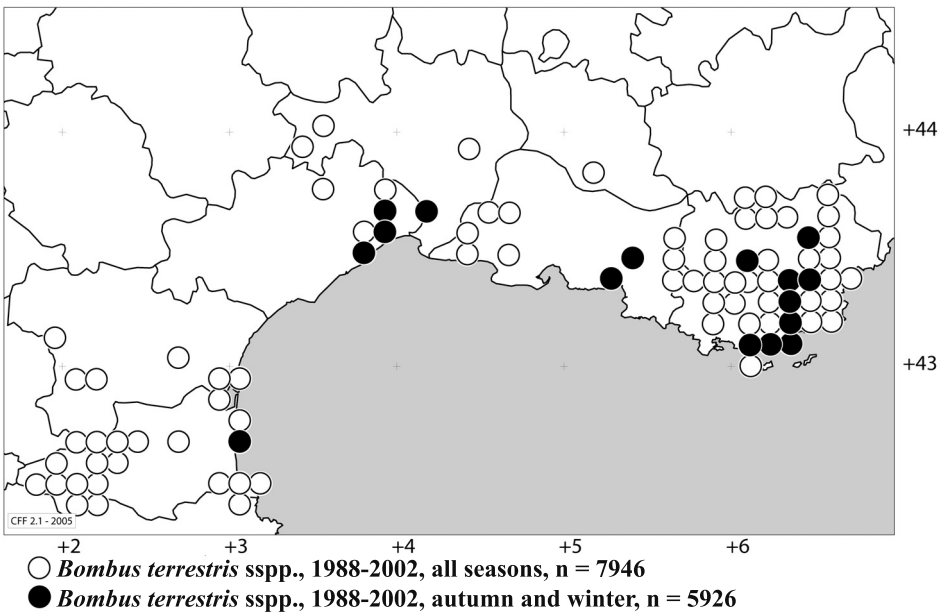 +44
+43
CFF 2.1 - 2005
+2 +3 +4 +5 +6
Bombus terrestris sspp., 1988-2002, all seasons, n = 7946
Bombus terrestris sspp., 1988-2002, autumn and winter, n = 5926